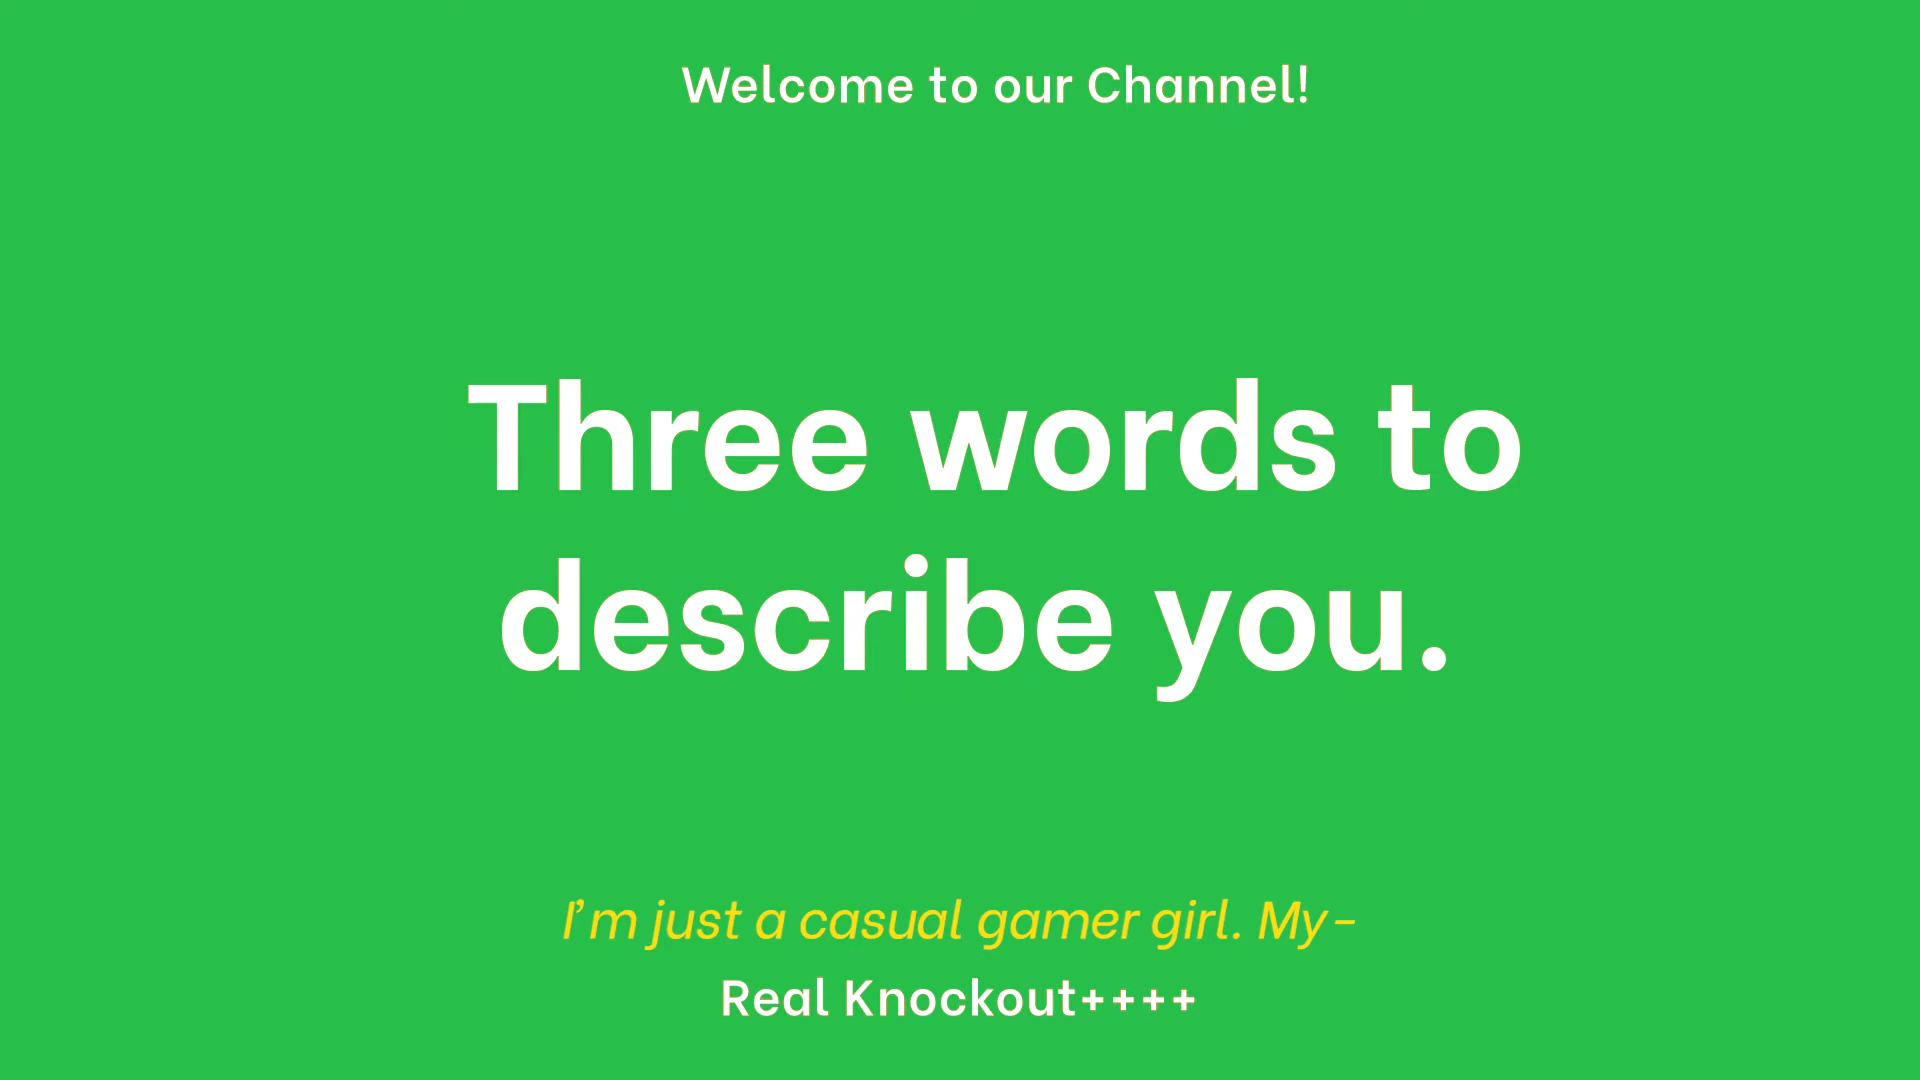 Welcome to our Channel!
Three words to
describe you.
I'm just a casual gamer girl. My-
Real Knockout++++